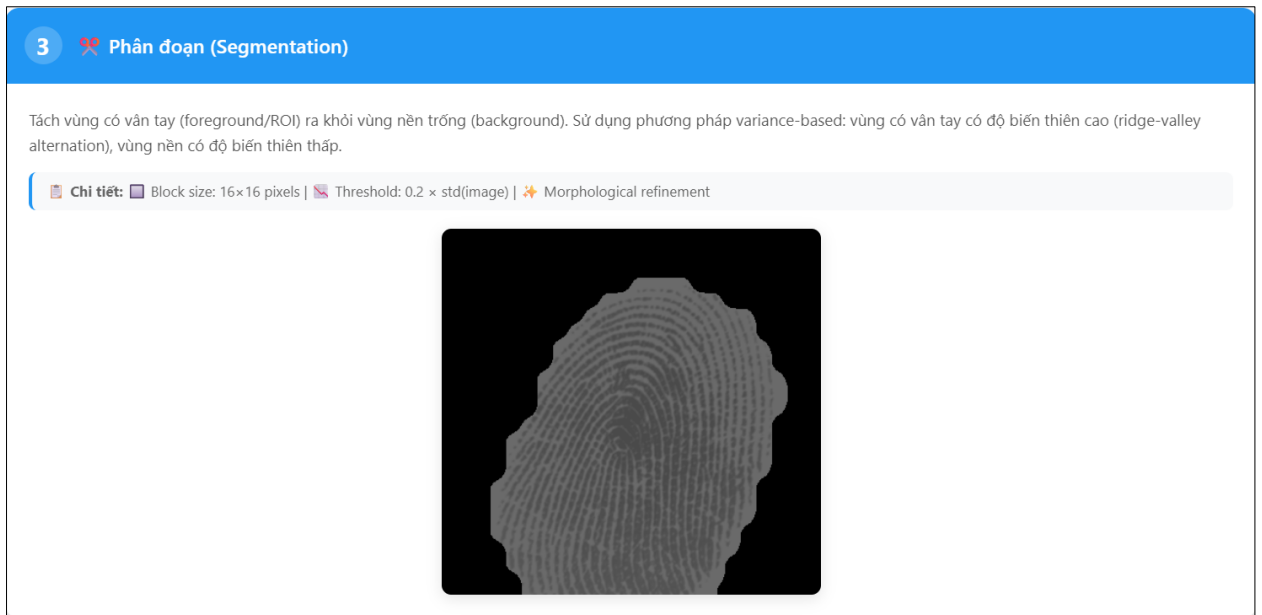 3 ✂️ Phân đoạn (Segmentation)
Tách vùng có vân tay (foreground/ROI) ra khỏi vùng nền trống (background). Sử dụng phương pháp variance-based: vùng có vân tay có độ biến thiên cao (ridge-valley
alternation), vùng nền có độ biến thiên thấp.
📋 Chi tiết: 🔲 Block size: 16×16 pixels | 📉 Threshold: 0.2 × std(image) | ✨ Morphological refinement